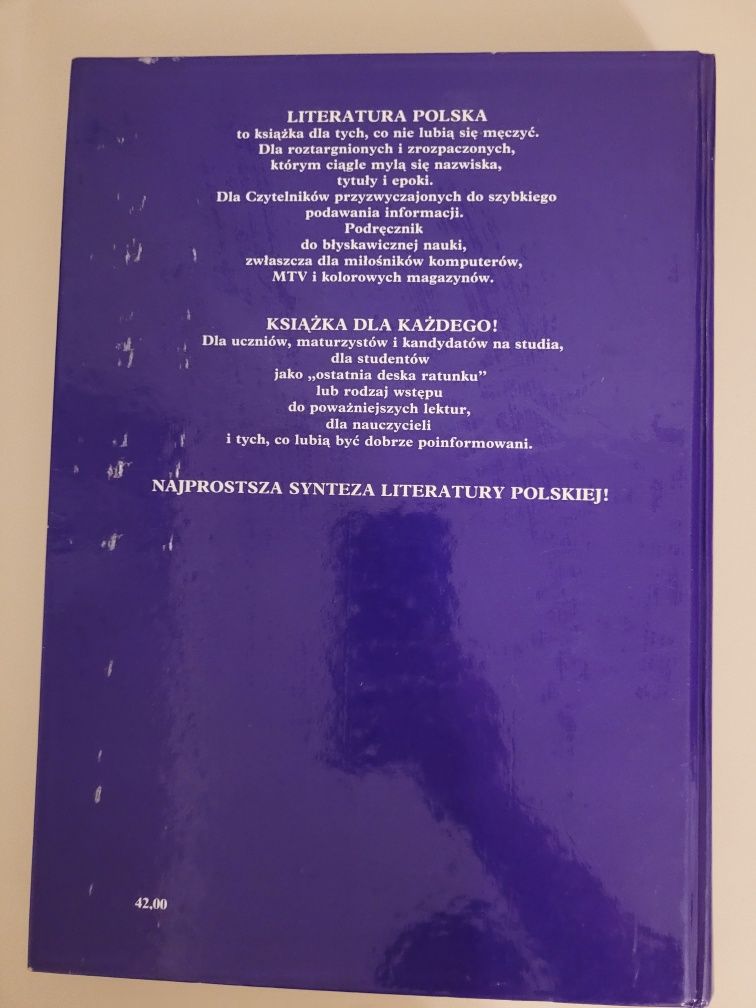 LITERATURA POLSKA
to książka dla tych, co nie lubią się męczyć.
Dla roztargnionych i zrozpaczonych,
którym ciągle mylą się nazwiska,
tytuły i epoki.
Dla Czytelników przyzwyczajonych do szybkiego
podawania informacji.
Podręcznik
do błyskawicznej nauki,
zwłaszcza dla miłośników komputerów,
MTV i kolorowych magazynów.
KSIĄŻKA DLA KAŻDEGO!
Dla uczniów, maturzystów i kandydatów na studia,
dla studentów
jako „ostatnia deska ratunku”
lub rodzaj wstępu
do poważniejszych lektur,
dla nauczycieli
i tych, co lubią być dobrze poinformowani.
NAJPROSTSZA SYNTEZA LITERATURY POLSKIEJ!
42,00